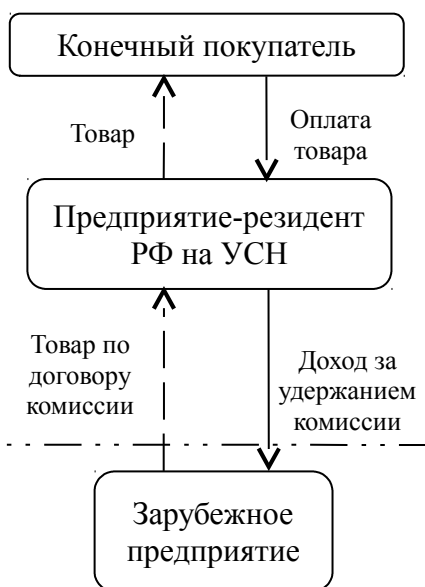 Конечный покупатель
Товар
Оплата
товара
Предприятие-резидент
РФ на УСН
Товар по
договору
комиссии
Доход за
удержанием
комиссии
Зарубежное
предприятие